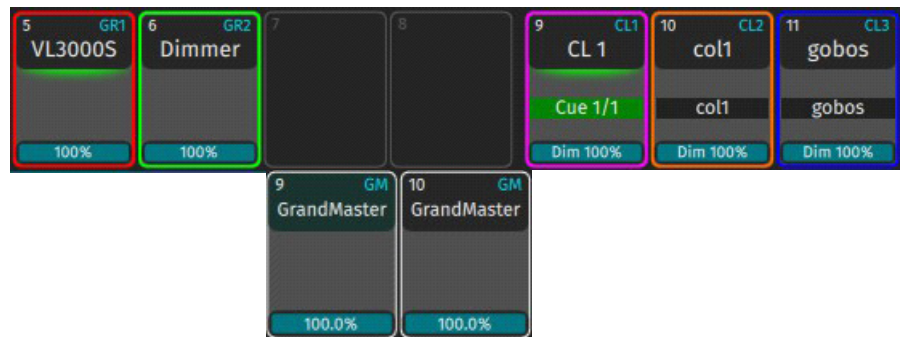 5 GR1
VL3000S
100%
6 GR2
Dimmer
100%
7
8
9 CL1
CL 1
Cue 1/1
Dim 100%
10 CL2
col1
col1
Dim 100%
11 CL3
gobos
gobos
Dim 100%
9 GM
GrandMaster
100.0%
10 GM
GrandMaster
100.0%